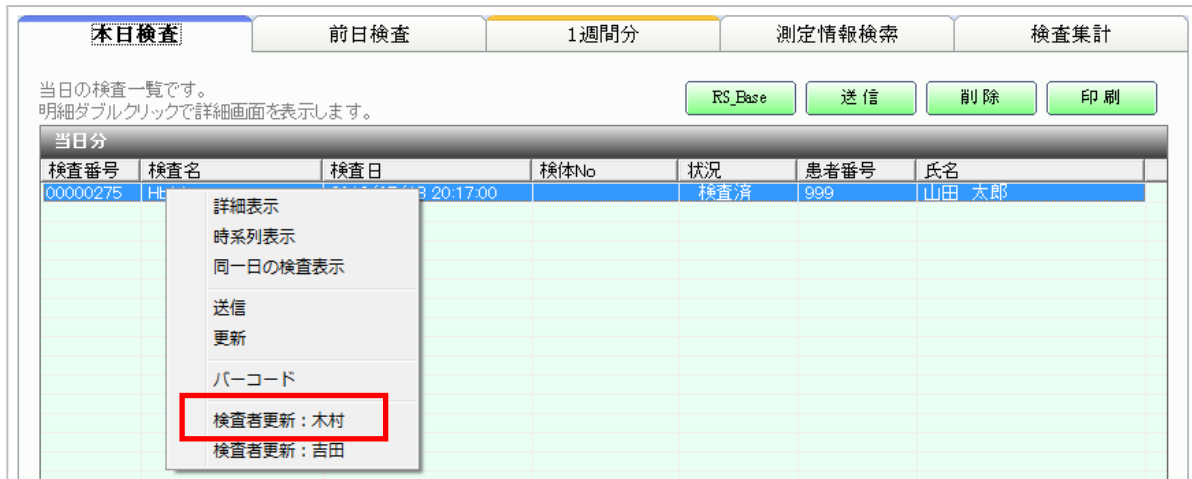 本日検査 前日検査 1週間分 測定情報検索 検査集計
当日の検査一覧です。
明細ダブルクリックで詳細画面を表示します。
RS_Base 送信 削除 印刷
当日分
検査番号 検査名 検査日 検体No 状況 患者番号 氏名
00000275 20:17:00 検査済 999 山田 太郎
詳細表示
時系列表示
同一日の検査表示
送信
更新
バーコード
検査者更新：木村
検査者更新：吉田